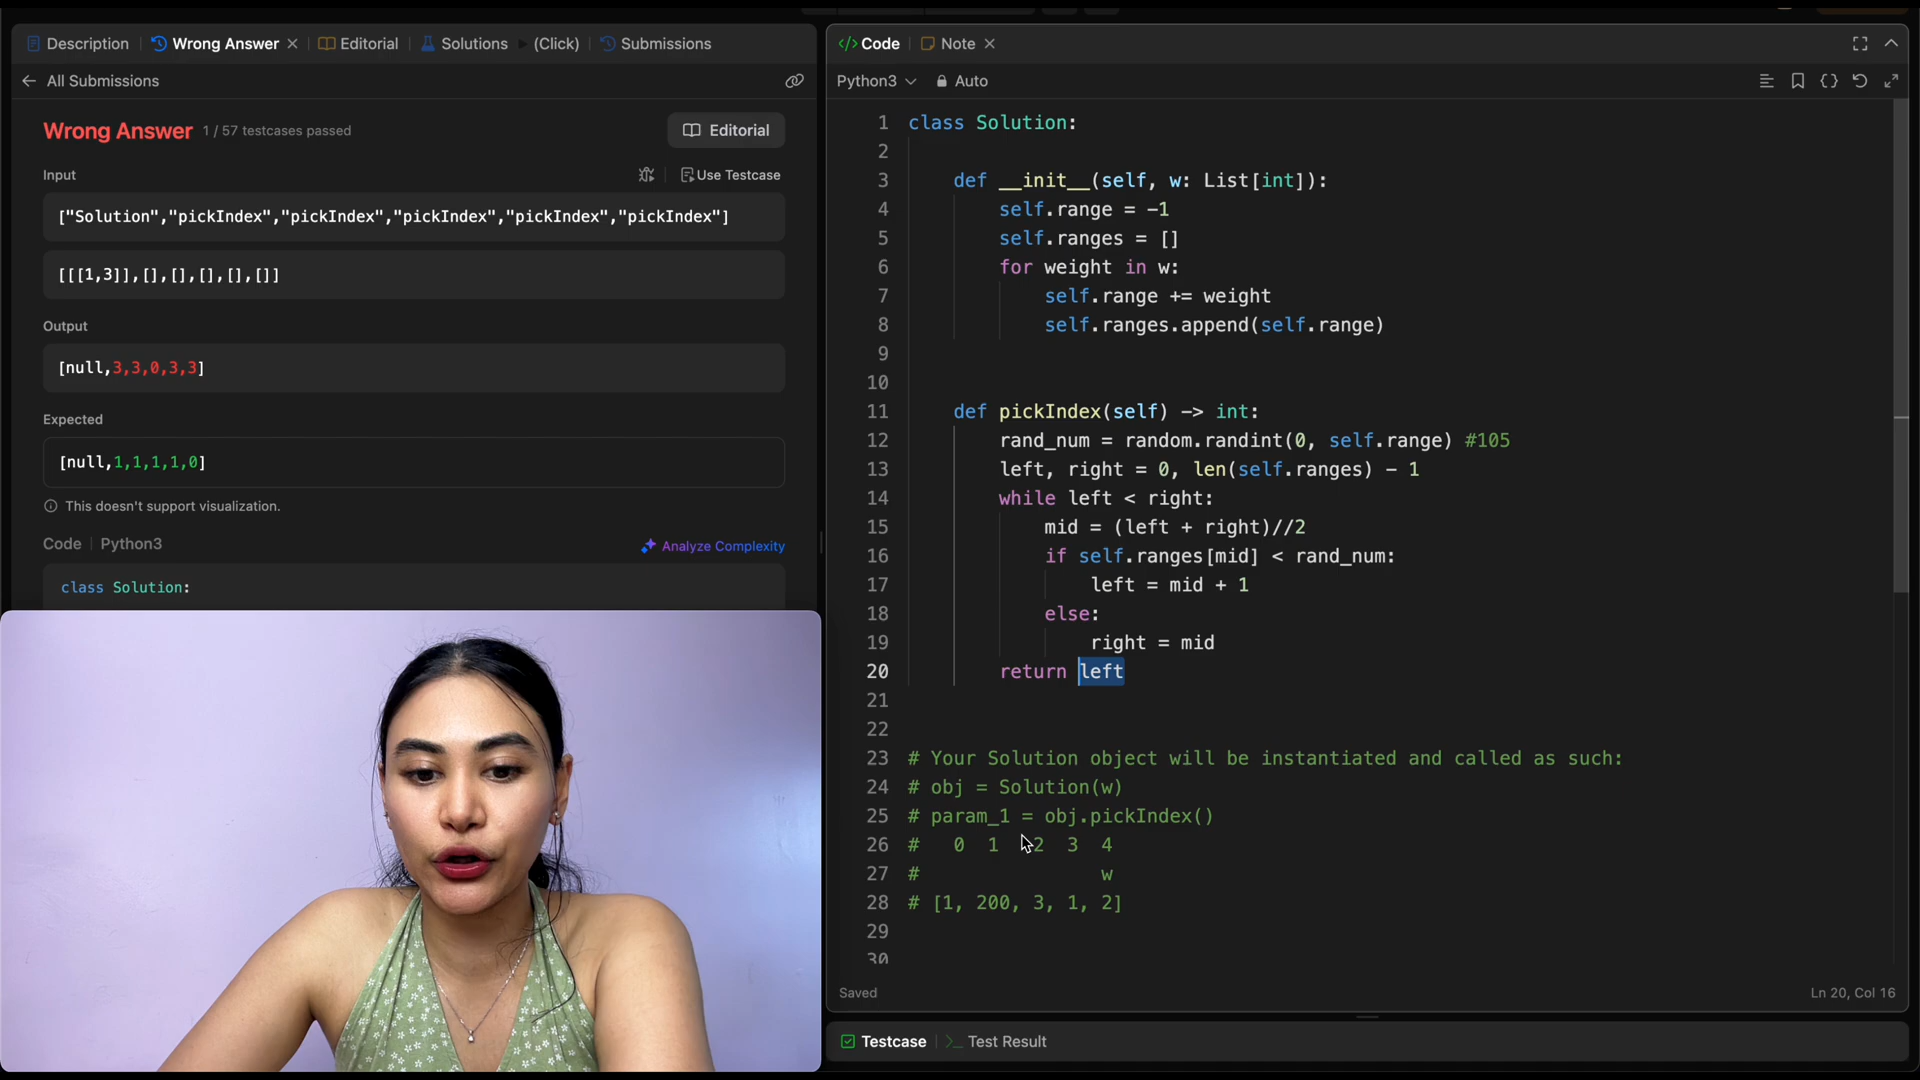 Description Wrong Answer Editorial Solutions (Click) Submissions
All Submissions
Wrong Answer 1 / 57 testcases passed Editorial
Input Use Testcase
["Solution","pickIndex","pickIndex","pickIndex","pickIndex","pickIndex"]
[[[1,3]],[],[],[],[],[]]
Output
[null,3,3,0,3,3]
Expected
[null,1,1,1,1,0]
This doesn't support visualization.
Code | Python3 Analyze Complexity
class Solution:
</> Code Note
Python3 Auto
1 class Solution:
2
3 def __init__(self, w: List[int]):
4 self.range = -1
5 self.ranges = []
6 for weight in w:
7 self.range += weight
8 self.ranges.append(self.range)
9
10
11 def pickIndex(self) -> int:
12 rand_num = random.randint(0, self.range) #105
13 left, right = 0, len(self.ranges) - 1
14 while left < right:
15 mid = (left + right)//2
16 if self.ranges[mid] < rand_num:
17 left = mid + 1
18 else:
19 right = mid
20 return left
21
22
23 # Your Solution object will be instantiated and called as such:
24 # obj = Solution(w)
25 # param_1 = obj.pickIndex()
26 # 0 1 2 3 4
27 # w
28 # [1, 200, 3, 1, 2]
29
30
Saved Ln 20, Col 16
Testcase >_ Test Result